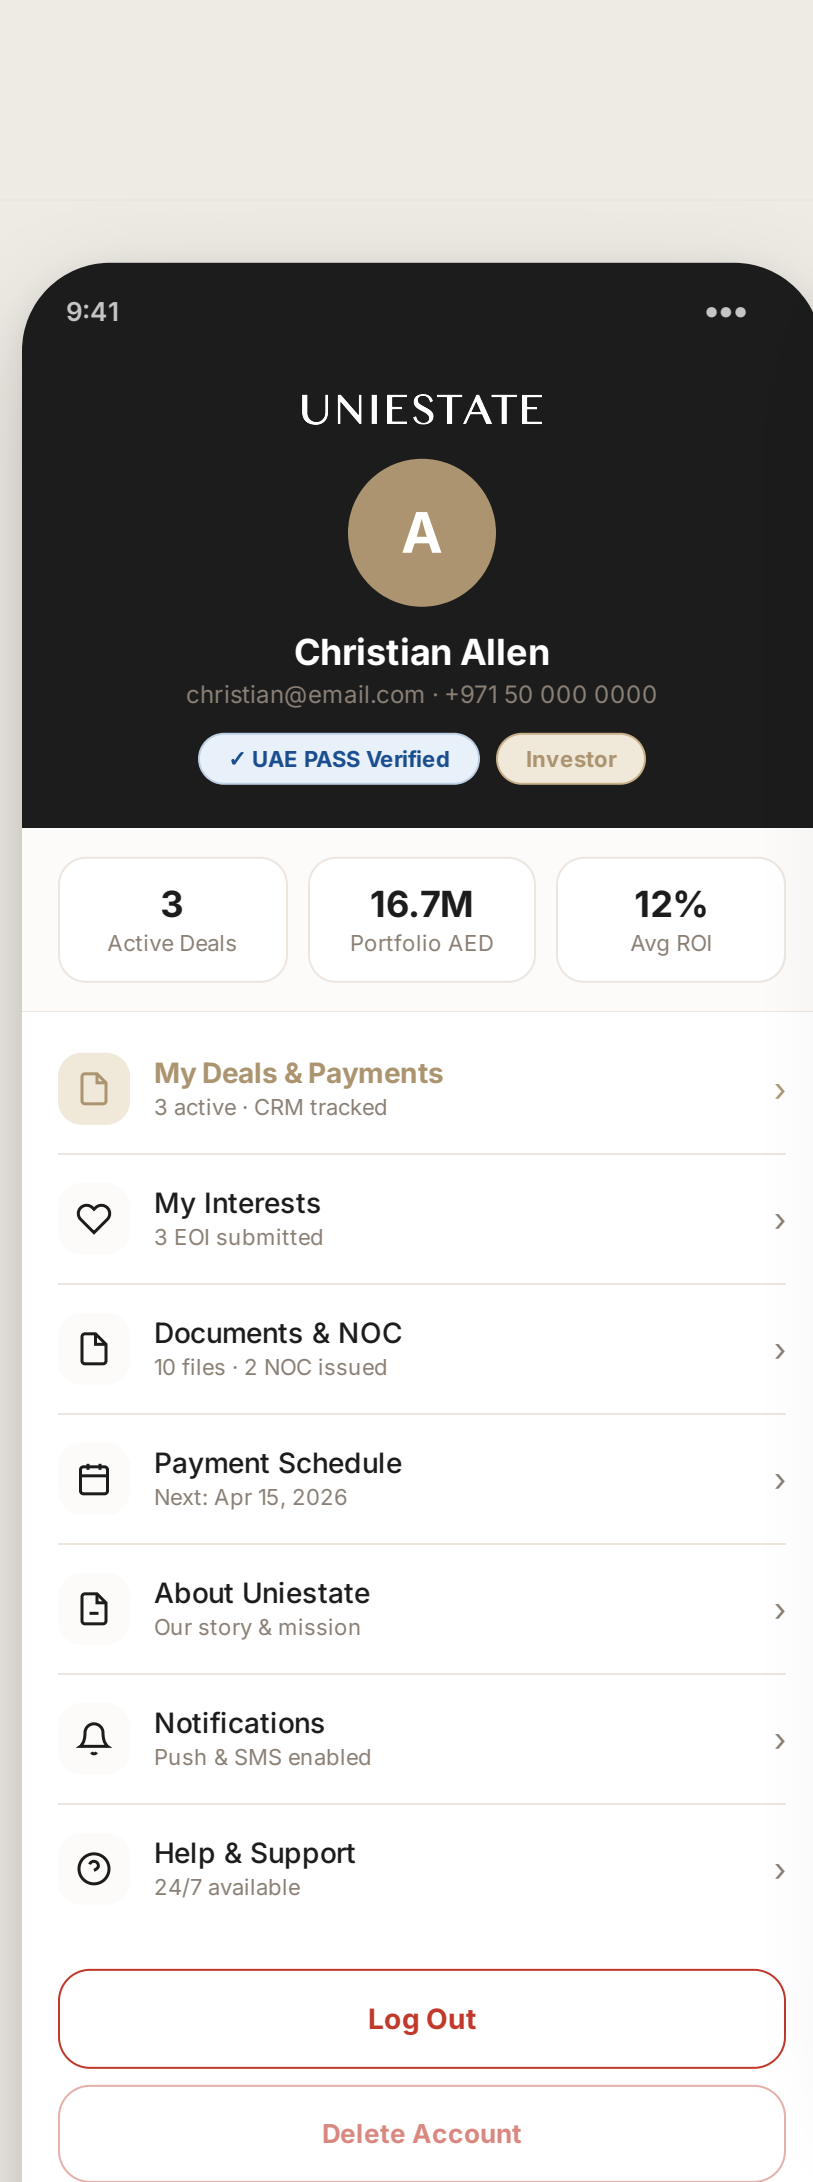 9:41
UNIESTATE
A
Christian Allen
christian@email.com · +971 50 000 0000
✓ UAE PASS Verified
Investor
3
Active Deals
16.7M
Portfolio AED
12%
Avg ROI
My Deals & Payments
3 active · CRM tracked
›
My Interests
3 EOI submitted
›
Documents & NOC
10 files · 2 NOC issued
›
Payment Schedule
Next: Apr 15, 2026
›
About Uniestate
Our story & mission
›
Notifications
Push & SMS enabled
›
Help & Support
24/7 available
›
Log Out
Delete Account